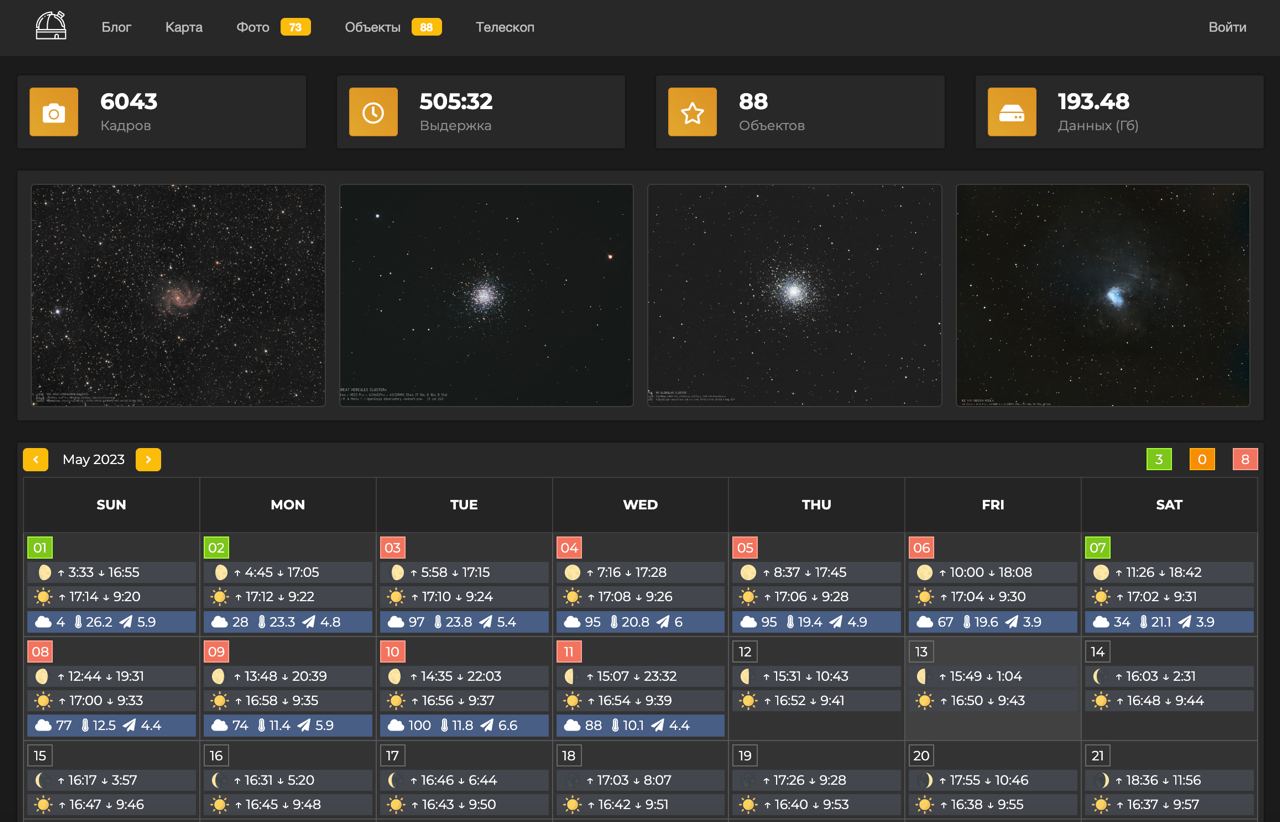 Блог Карта Фото 73 Объекты 88 Телескоп Войти
6043
Кадров
505:32
Выдержка
88
Объектов
193.48
Данных (Гб)
May 2023 3 0 8
SUN MON TUE WED THU FRI SAT
01 02 03 04 05 06 07
↑ 3:33 ↓ 16:55 ↑ 4:45 ↓ 17:05 ↑ 5:58 ↓ 17:15 ↑ 7:16 ↓ 17:28 ↑ 8:37 ↓ 17:45 ↑ 10:00 ↓ 18:08 ↑ 11:26 ↓ 18:42
↑ 17:14 ↓ 9:20 ↑ 17:12 ↓ 9:22 ↑ 17:10 ↓ 9:24 ↑ 17:08 ↓ 9:26 ↑ 17:06 ↓ 9:28 ↑ 17:04 ↓ 9:30 ↑ 17:02 ↓ 9:31
4 26.2 5.9 28 23.3 4.8 97 23.8 5.4 95 20.8 6 95 19.4 4.9 67 19.6 3.9 34 21.1 3.9
08 09 10 11 12 13 14
↑ 12:44 ↓ 19:31 ↑ 13:48 ↓ 20:39 ↑ 14:35 ↓ 22:03 ↑ 15:07 ↓ 23:32 ↑ 15:31 ↓ 10:43 ↑ 15:49 ↓ 1:04 ↑ 16:03 ↓ 2:31
↑ 17:00 ↓ 9:33 ↑ 16:58 ↓ 9:35 ↑ 16:56 ↓ 9:37 ↑ 16:54 ↓ 9:39 ↑ 16:52 ↓ 9:41 ↑ 16:50 ↓ 9:43 ↑ 16:48 ↓ 9:44
77 12.5 4.4 74 11.4 5.9 100 11.8 6.6 88 10.1 4.4
15 16 17 18 19 20 21
↑ 16:17 ↓ 3:57 ↑ 16:31 ↓ 5:20 ↑ 16:46 ↓ 6:44 ↑ 17:03 ↓ 8:07 ↑ 17:26 ↓ 9:28 ↑ 17:55 ↓ 10:46 ↑ 18:36 ↓ 11:56
↑ 16:47 ↓ 9:46 ↑ 16:45 ↓ 9:48 ↑ 16:43 ↓ 9:50 ↑ 16:42 ↓ 9:51 ↑ 16:40 ↓ 9:53 ↑ 16:38 ↓ 9:55 ↑ 16:37 ↓ 9:57